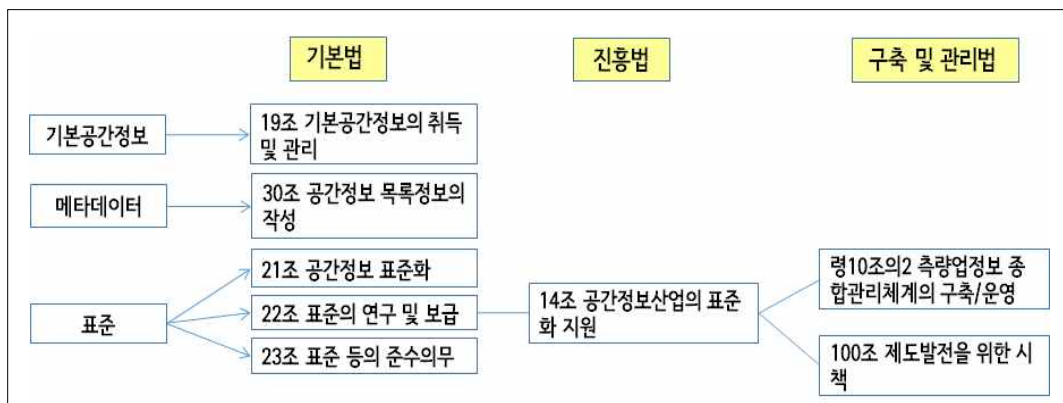 기본법
진흥법
구축 및 관리법
기본공간정보
19조 기본공간정보의 취득
및 관리
메타데이터
30조 공간정보 목록정보의
작성
표준
21조 공간정보 표준화
22조 표준의 연구 및 보급
23조 표준 등의 준수의무
14조 공간정보산업의 표준
화 지원
령10조의2 측량업정보 종
합관리체계의 구축/운영
100조 제도발전을 위한 시
책